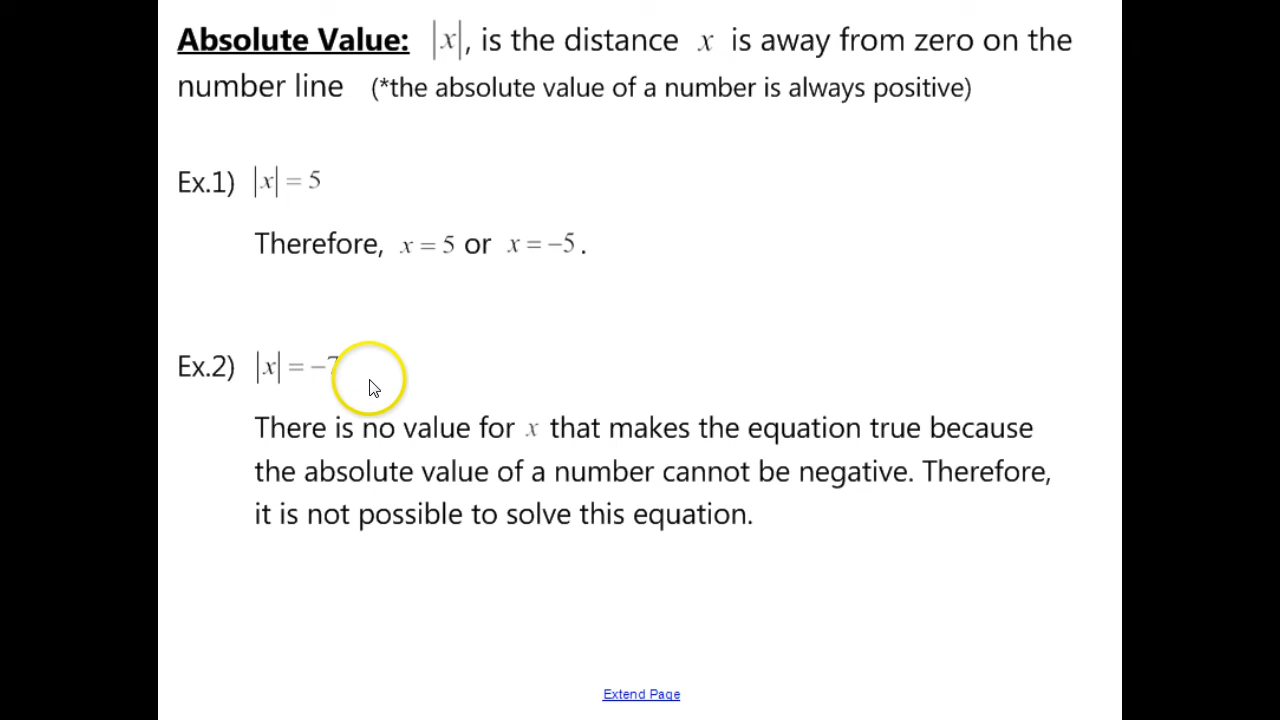 Absolute Value: |x|, is the distance x is away from zero on the
number line (*the absolute value of a number is always positive)
Ex.1) |x| = 5
Therefore, x = 5 or x = −5.
Ex.2) |x| = −7
There is no value for x that makes the equation true because
the absolute value of a number cannot be negative. Therefore,
it is not possible to solve this equation.
Extend Page